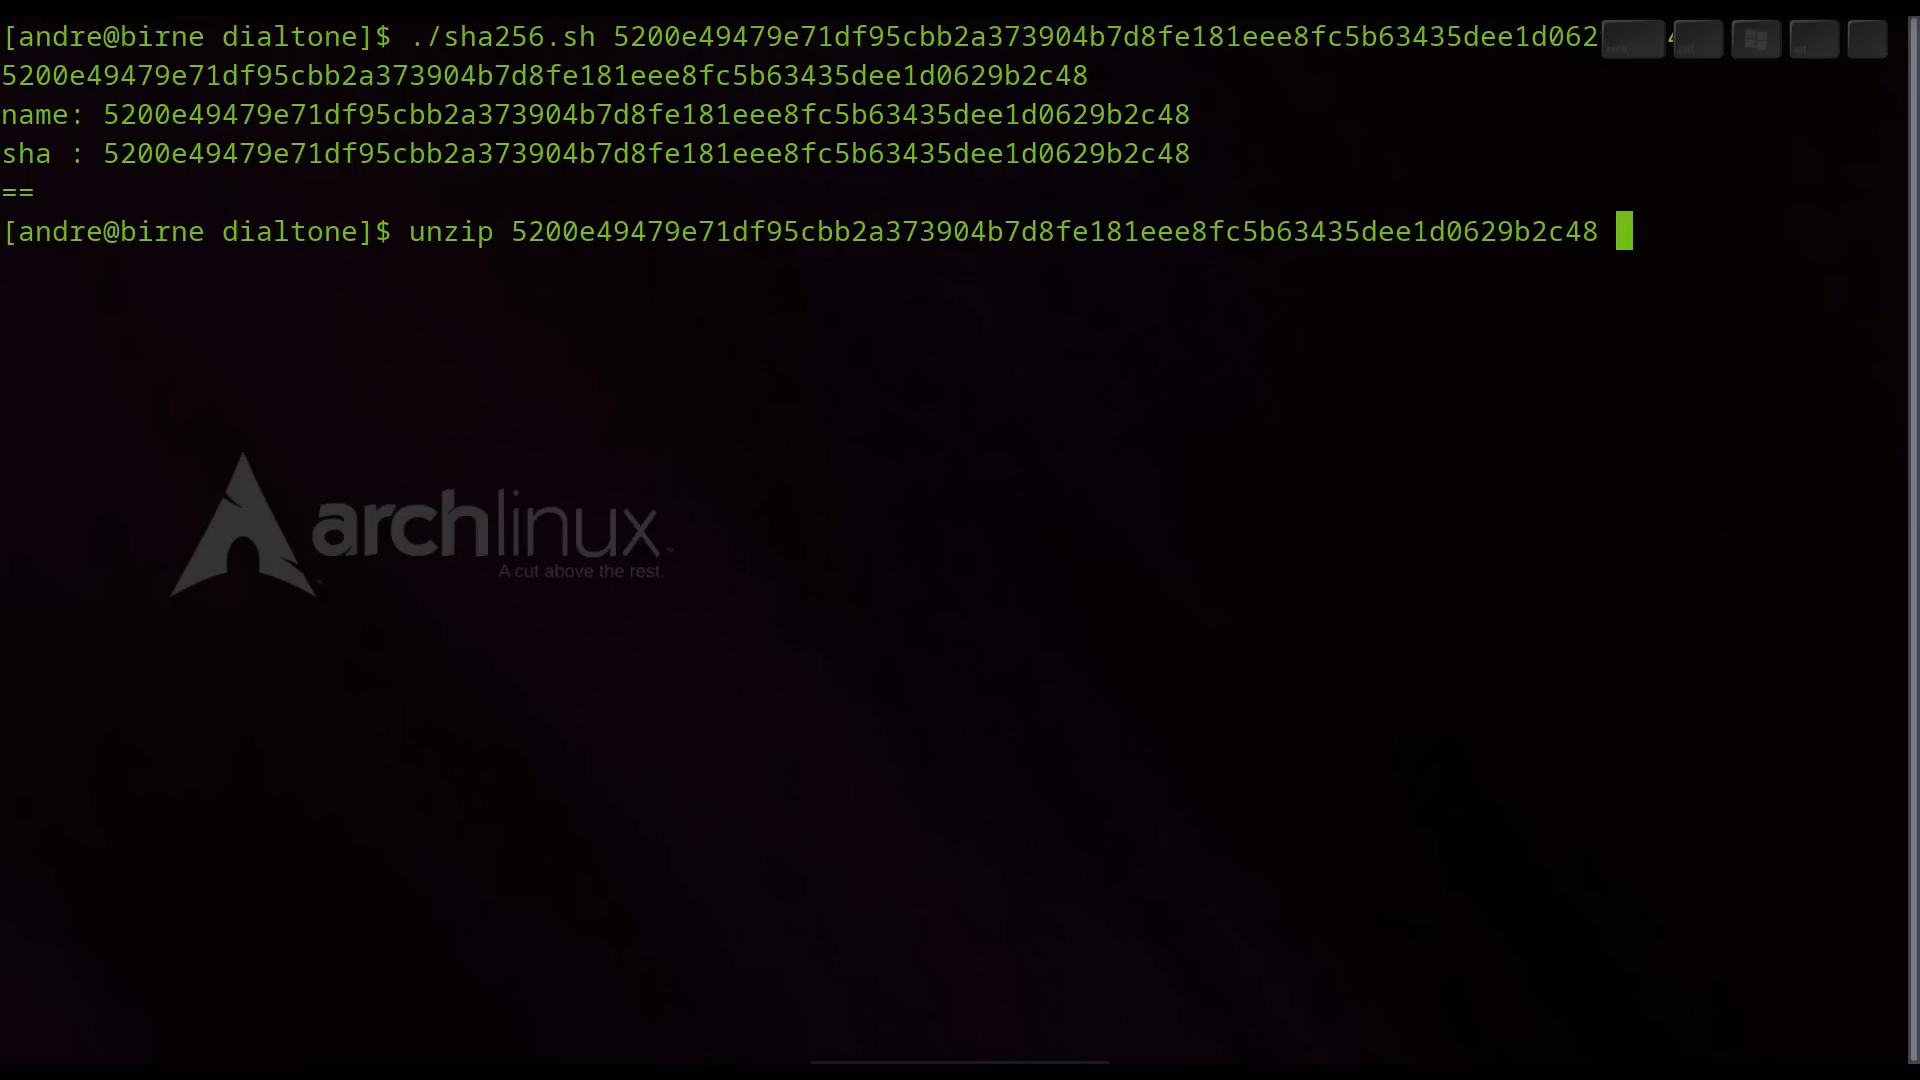 [andre@birne dialtone]$ ./sha256.sh 5200e49479e71df95cbb2a373904b7d8fe181eee8fc5b63435dee1d062
5200e49479e71df95cbb2a373904b7d8fe181eee8fc5b63435dee1d0629b2c48
name: 5200e49479e71df95cbb2a373904b7d8fe181eee8fc5b63435dee1d0629b2c48
sha : 5200e49479e71df95cbb2a373904b7d8fe181eee8fc5b63435dee1d0629b2c48
==
[andre@birne dialtone]$ unzip 5200e49479e71df95cbb2a373904b7d8fe181eee8fc5b63435dee1d0629b2c48
archlinux™
A cut above the rest.